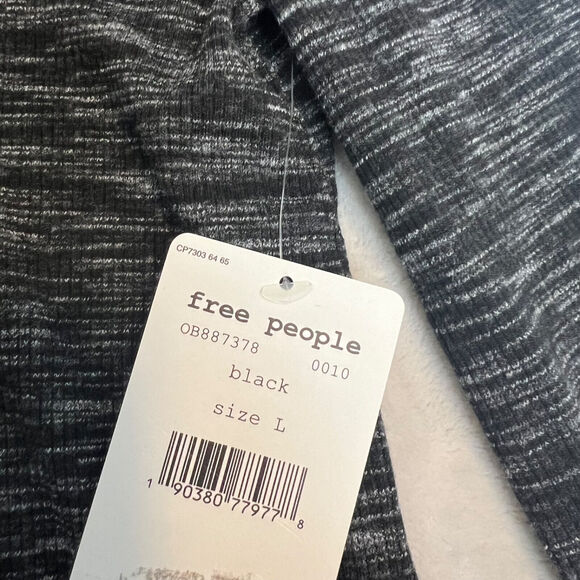 CP7303 64 65
free people
OB887378 0010
black
size L
1 90380 77977 8